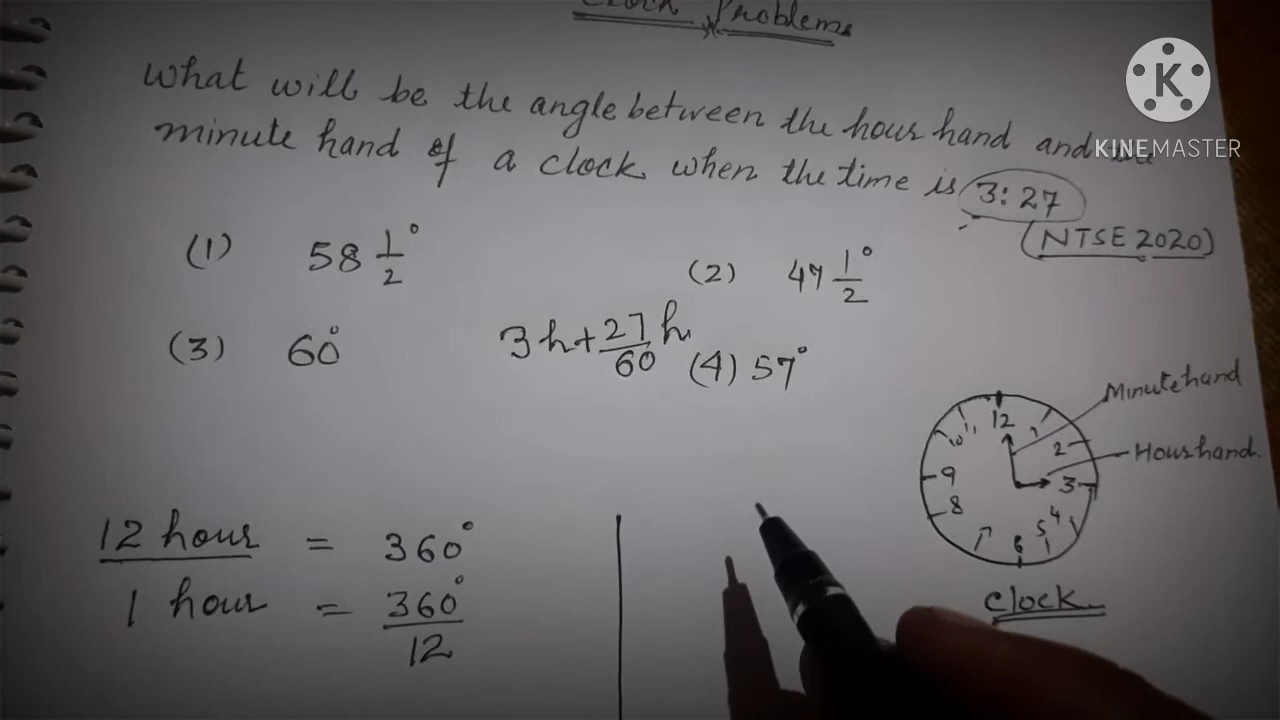 Clock Problems
What will be the angle between the hour hand and
minute hand of a clock when the time is 3:27
(NTSE 2020)
(1) 58 1/2° (2) 47 1/2°
(3) 60° (4) 57°
3h + 27/60 h
K
KINEMASTER
Minute hand
Hour hand.
12
1
2
3
4
5
6
7
8
9
10
11
Clock
12 hour = 360°
1 hour = 360°/12